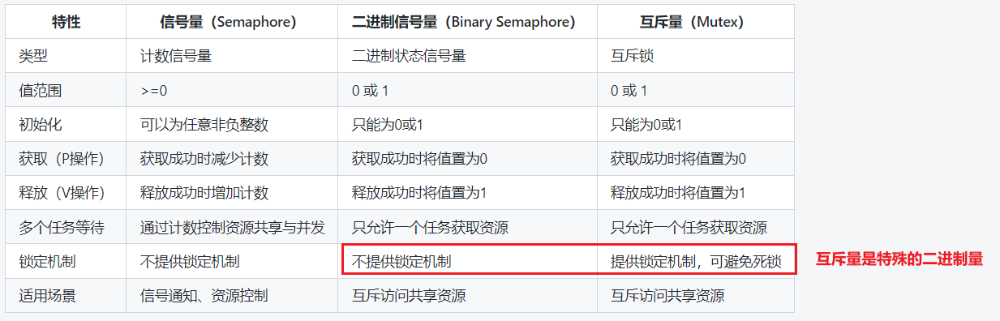 特性 信号量（Semaphore） 二进制信号量（Binary Semaphore） 互斥量（Mutex）
类型 计数信号量 二进制状态信号量 互斥锁
值范围 >=0 0 或 1 0 或 1
初始化 可以为任意非负整数 只能为0或1 只能为0或1
获取（P操作） 获取成功时减少计数 获取成功时将值置为0 获取成功时将值置为0
释放（V操作） 释放成功时增加计数 释放成功时将值置为1 释放成功时将值置为1
多个任务等待 通过计数控制资源共享与并发 只允许一个任务获取资源 只允许一个任务获取资源
锁定机制 不提供锁定机制 不提供锁定机制 提供锁定机制，可避免死锁 互斥量是特殊的二进制量
适用场景 信号通知、资源控制 互斥访问共享资源 互斥访问共享资源